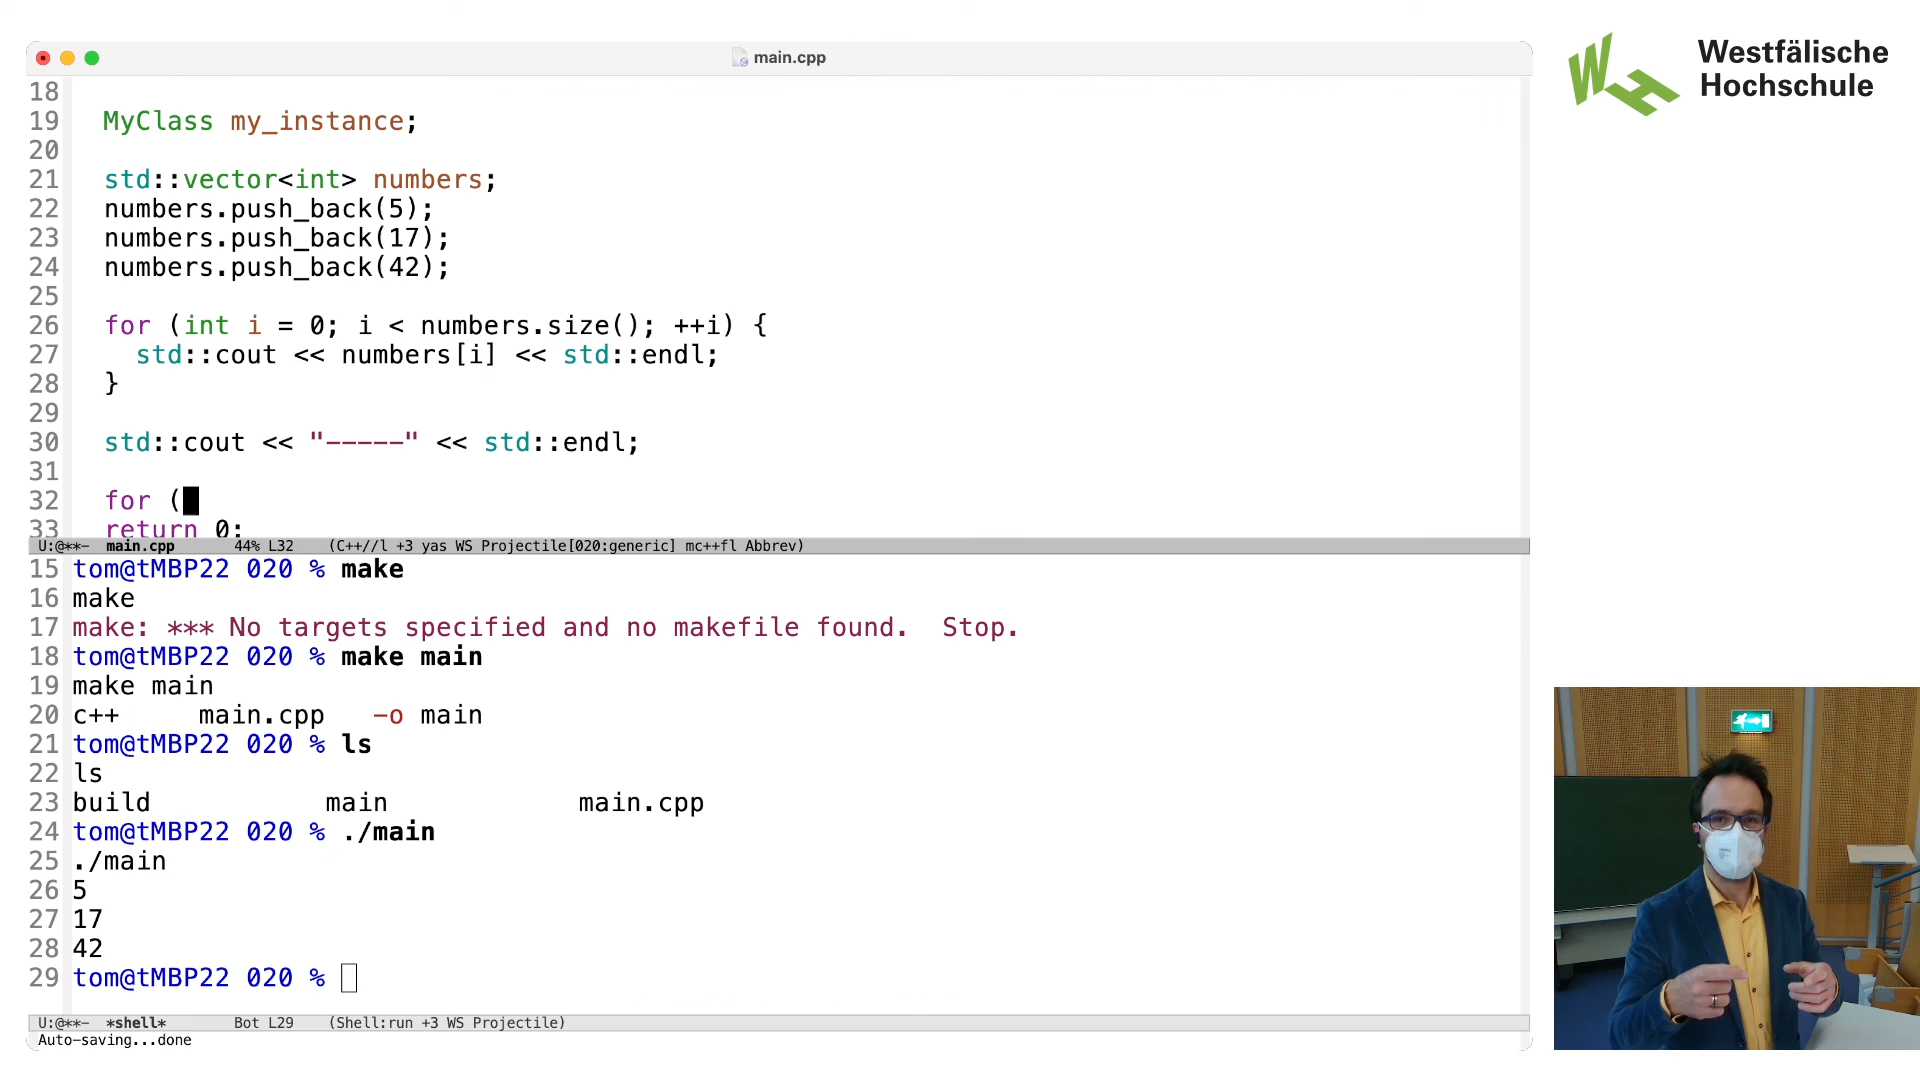 main.cpp
Westfälische
Hochschule
18
19 MyClass my_instance;
20
21 std::vector<int> numbers;
22 numbers.push_back(5);
23 numbers.push_back(17);
24 numbers.push_back(42);
25
26 for (int i = 0; i < numbers.size(); ++i) {
27 std::cout << numbers[i] << std::endl;
28 }
29
30 std::cout << "-----" << std::endl;
31
32 for (
33 return 0;
U:@**- main.cpp 44% L32 (C++//l +3 yas WS Projectile[020:generic] mc++fl Abbrev)
15 tom@tMBP22 020 % make
16 make
17 make: *** No targets specified and no makefile found. Stop.
18 tom@tMBP22 020 % make main
19 make main
20 c++ main.cpp -o main
21 tom@tMBP22 020 % ls
22 ls
23 build main main.cpp
24 tom@tMBP22 020 % ./main
25 ./main
26 5
27 17
28 42
29 tom@tMBP22 020 %
U:@**- *shell* Bot L29 (Shell:run +3 WS Projectile)
Auto-saving...done